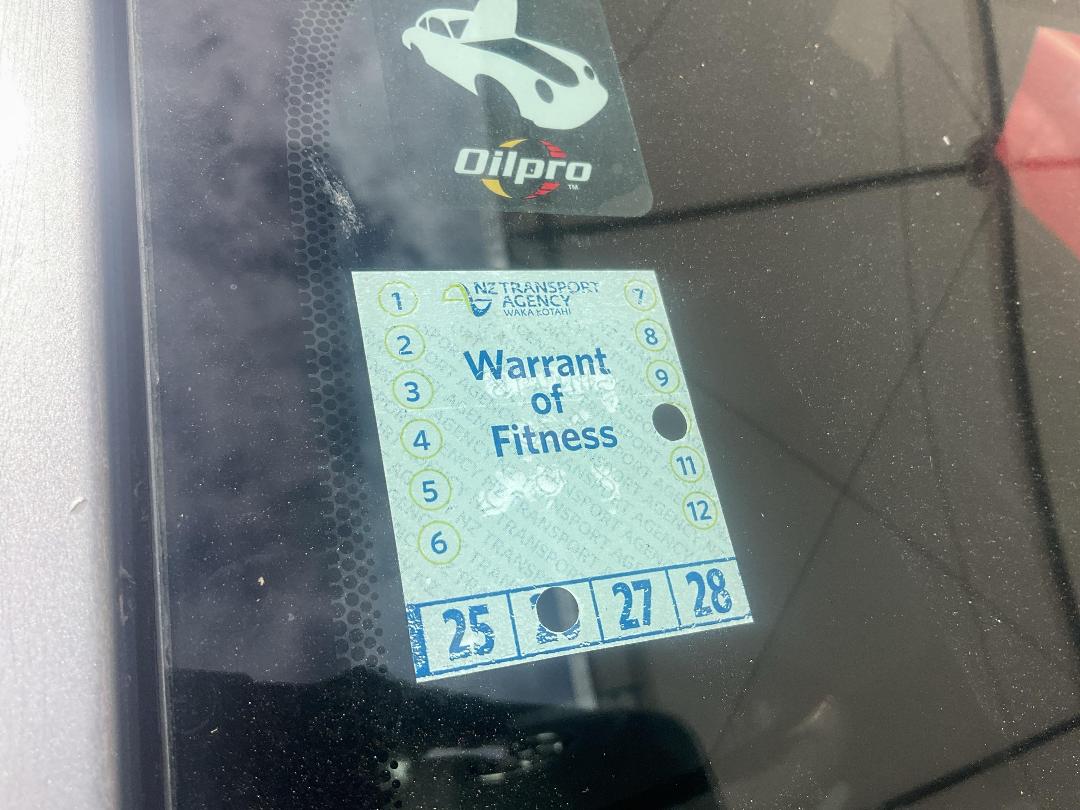 Oilpro
TM
NZ TRANSPORT
AGENCY
WAKA KOTAHI
1
2
3
4
5
6
7
8
9
11
12
Warrant
of
Fitness
25 27 28